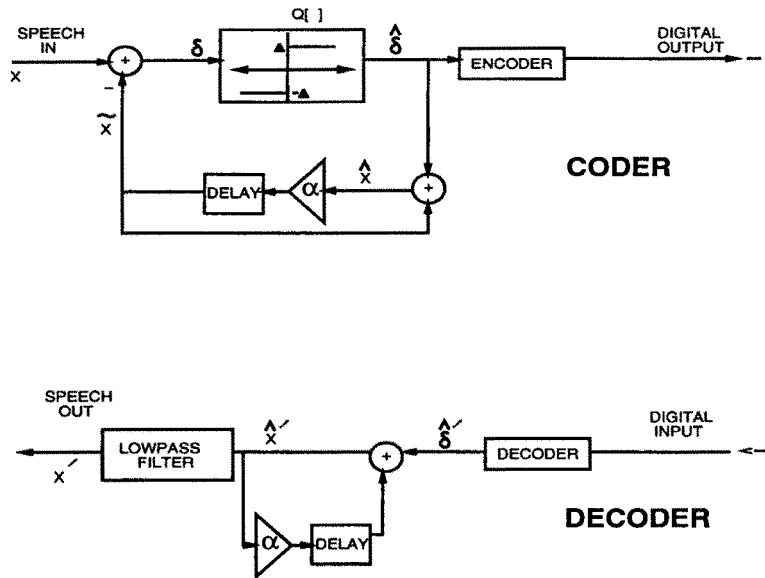 Q[ ]
SPEECH
IN
DIGITAL
OUTPUT
Δ
δ
δ̂
+
x
-
-Δ
ENCODER
x̃
CODER
DELAY
α
x̂
+
SPEECH
OUT
DIGITAL
INPUT
x̂′
δ̂′
LOWPASS
FILTER
+
DECODER
x′
DECODER
α
DELAY